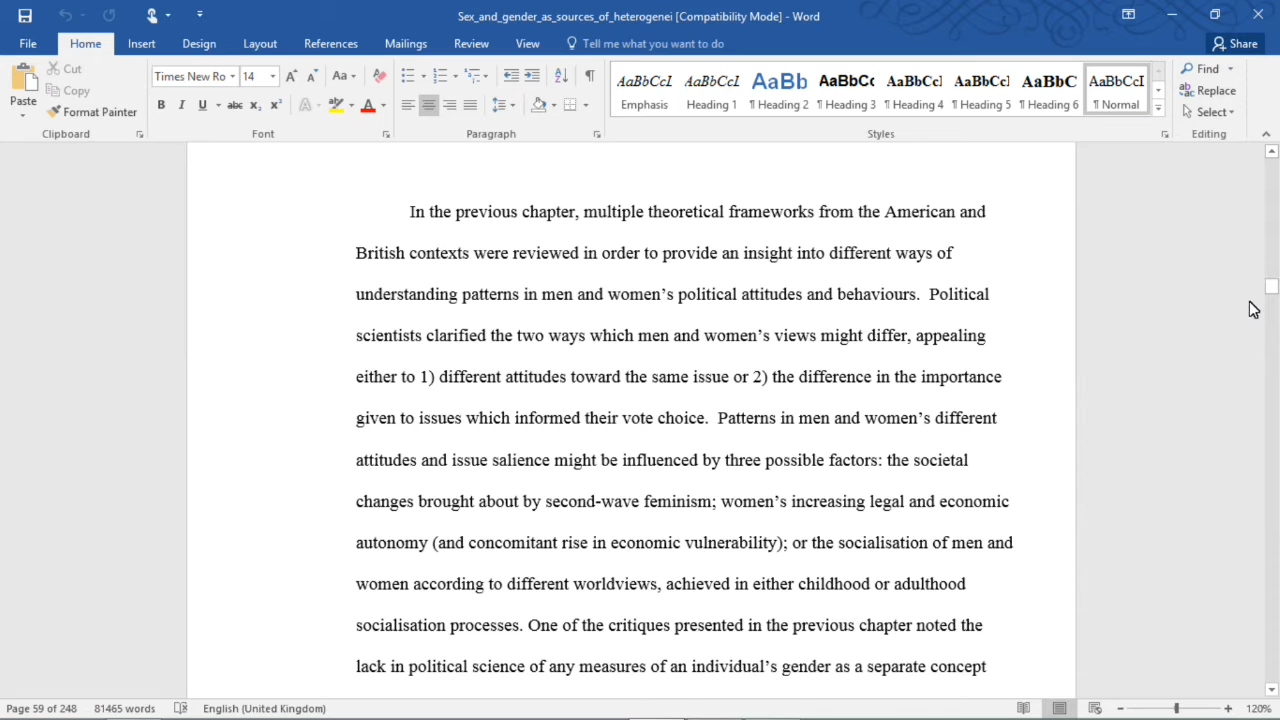 Sex_and_gender_as_sources_of_heterogenei [Compatibility Mode] - Word
File Home Insert Design Layout References Mailings Review View Tell me what you want to do Share
Paste
Cut
Copy
Format Painter
Clipboard
Times New Ro 14
Font
Paragraph
AaBbCcI AaBbCcI AaBb AaBbCc AaBbCcI AaBbCcI AaBbC AaBbCcI
Emphasis Heading 1 ¶ Heading 2 ¶ Heading 3 ¶ Heading 4 ¶ Heading 5 ¶ Heading 6 ¶ Normal
Styles
Find
Replace
Select
Editing
In the previous chapter, multiple theoretical frameworks from the American and
British contexts were reviewed in order to provide an insight into different ways of
understanding patterns in men and women’s political attitudes and behaviours.  Political
scientists clarified the two ways which men and women’s views might differ, appealing
either to 1) different attitudes toward the same issue or 2) the difference in the importance
given to issues which informed their vote choice.  Patterns in men and women’s different
attitudes and issue salience might be influenced by three possible factors: the societal
changes brought about by second-wave feminism; women’s increasing legal and economic
autonomy (and concomitant rise in economic vulnerability); or the socialisation of men and
women according to different worldviews, achieved in either childhood or adulthood
socialisation processes. One of the critiques presented in the previous chapter noted the
lack in political science of any measures of an individual’s gender as a separate concept
Page 59 of 248 81465 words English (United Kingdom) 120%